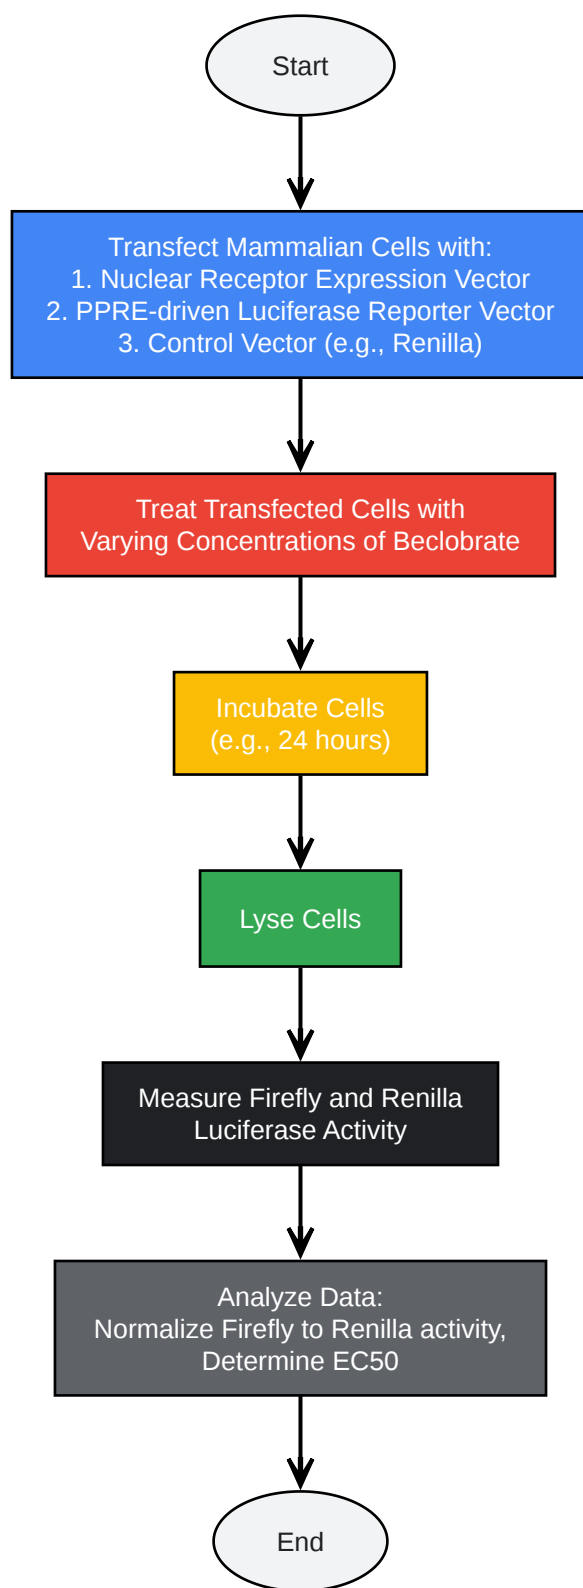 Start
Transfect Mammalian Cells with:
1. Nuclear Receptor Expression Vector
2. PPRE-driven Luciferase Reporter Vector
3. Control Vector (e.g., Renilla)
Treat Transfected Cells with
Varying Concentrations of Beclobrate
Incubate Cells
(e.g., 24 hours)
Lyse Cells
Measure Firefly and Renilla
Luciferase Activity
Analyze Data:
Normalize Firefly to Renilla activity,
Determine EC50
End